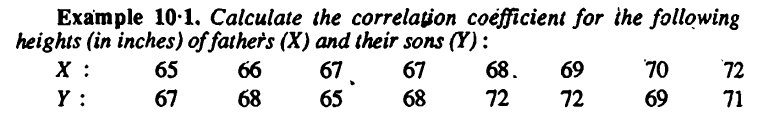 Example 10·1. Calculate the correlation coefficient for the following
heights (in inches) of fathers (X) and their sons (Y) :
X : 65 66 67 67 68. 69 70 72
Y : 67 68 65 68 72 72 69 71